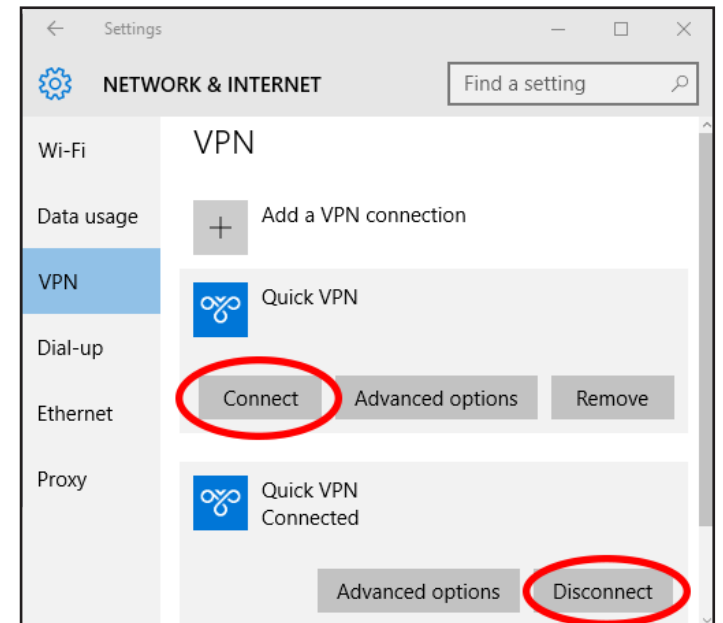 Settings
NETWORK & INTERNET
Find a setting
Wi-Fi
Data usage
VPN
Dial-up
Ethernet
Proxy
VPN
Add a VPN connection
Quick VPN
Connect Advanced options Remove
Quick VPN
Connected
Advanced options Disconnect